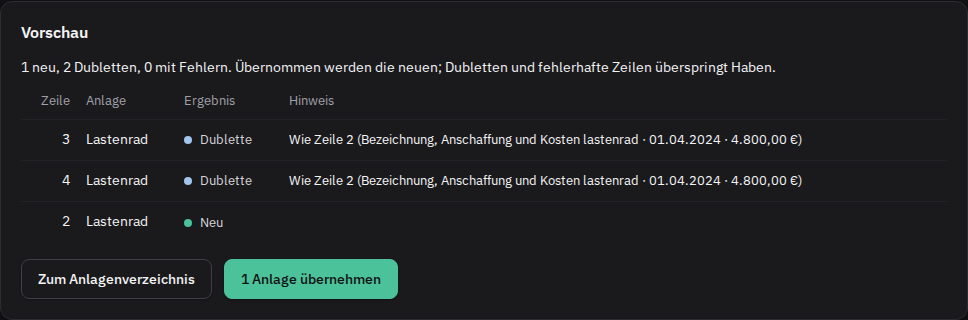 Vorschau
1 neu, 2 Dubletten, 0 mit Fehlern. Übernommen werden die neuen; Dubletten und fehlerhafte Zeilen überspringt Haben.
Zeile Anlage Ergebnis Hinweis
3 Lastenrad Dublette Wie Zeile 2 (Bezeichnung, Anschaffung und Kosten lastenrad · 01.04.2024 · 4.800,00 €)
4 Lastenrad Dublette Wie Zeile 2 (Bezeichnung, Anschaffung und Kosten lastenrad · 01.04.2024 · 4.800,00 €)
2 Lastenrad Neu
Zum Anlagenverzeichnis 1 Anlage übernehmen